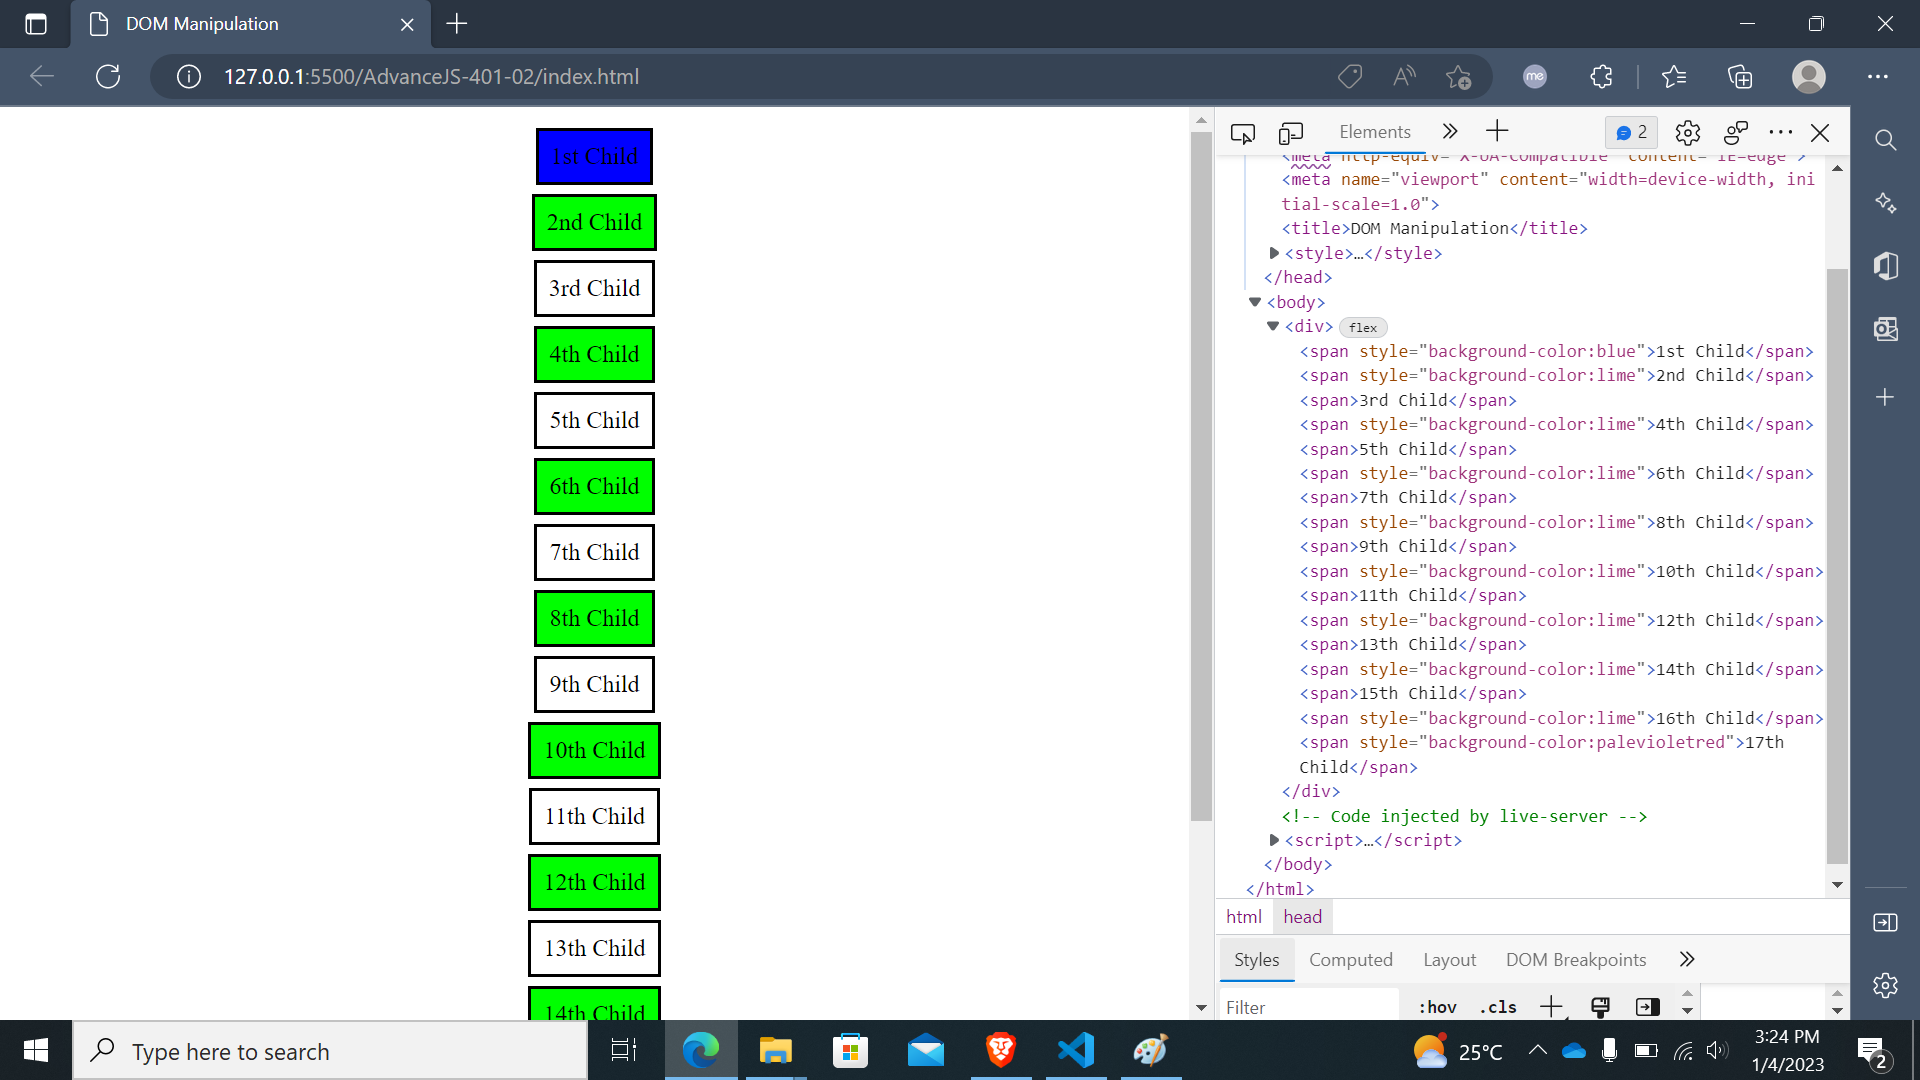 DOM Manipulation
127.0.0.1:5500/AdvanceJS-401-02/index.html
me
1st Child
2nd Child
3rd Child
4th Child
5th Child
6th Child
7th Child
8th Child
9th Child
10th Child
11th Child
12th Child
13th Child
14th Child
Elements
2
<meta http-equiv="X-UA-Compatible" content="IE=edge">
<meta name="viewport" content="width=device-width, ini
tial-scale=1.0">
<title>DOM Manipulation</title>
<style>…</style>
</head>
<body>
<div> flex
<span style="background-color:blue">1st Child</span>
<span style="background-color:lime">2nd Child</span>
<span>3rd Child</span>
<span style="background-color:lime">4th Child</span>
<span>5th Child</span>
<span style="background-color:lime">6th Child</span>
<span>7th Child</span>
<span style="background-color:lime">8th Child</span>
<span>9th Child</span>
<span style="background-color:lime">10th Child</span>
<span>11th Child</span>
<span style="background-color:lime">12th Child</span>
<span>13th Child</span>
<span style="background-color:lime">14th Child</span>
<span>15th Child</span>
<span style="background-color:lime">16th Child</span>
<span style="background-color:palevioletred">17th
Child</span>
</div>
<!-- Code injected by live-server -->
<script>…</script>
</body>
</html>
html head
Styles Computed Layout DOM Breakpoints
Filter :hov .cls
Type here to search
25°C
3:24 PM
1/4/2023
2